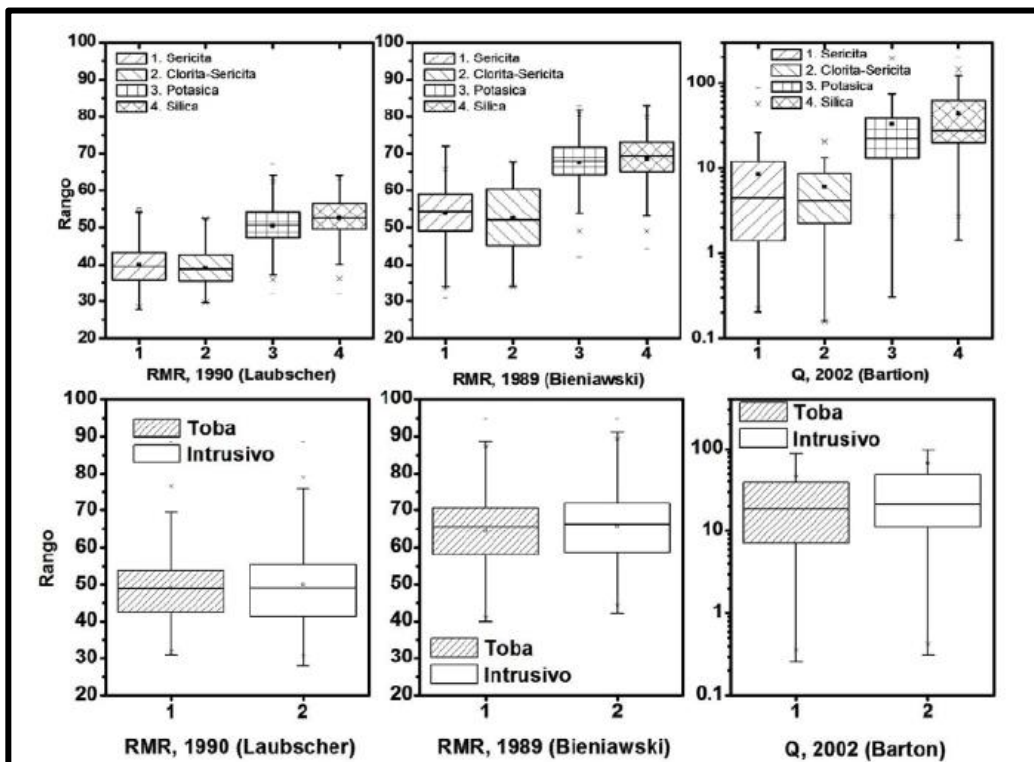 100
90
80
70
60
50
40
30
20
Rango
1. Sericita
2. Clorita-Sericita
3. Potasica
4. Silica
1 2 3 4
RMR, 1990 (Laubscher)
100
90
80
70
60
50
40
30
20
1. Sericita
2. Clorita-Sericita
3. Potasica
4. Silica
1 2 3 4
RMR, 1989 (Bieniawski)
100
10
1
0.1
1. Sericita
2. Clorita-Sericita
3. Potasica
4. Silica
1 2 3 4
Q, 2002 (Barton)
100
90
80
70
60
50
40
30
20
Rango
Toba
Intrusivo
1 2
RMR, 1990 (Laubscher)
100
90
80
70
60
50
40
30
20
Toba
Intrusivo
1 2
RMR, 1989 (Bieniawski)
100
10
1
0.1
Toba
Intrusivo
1 2
Q, 2002 (Barton)